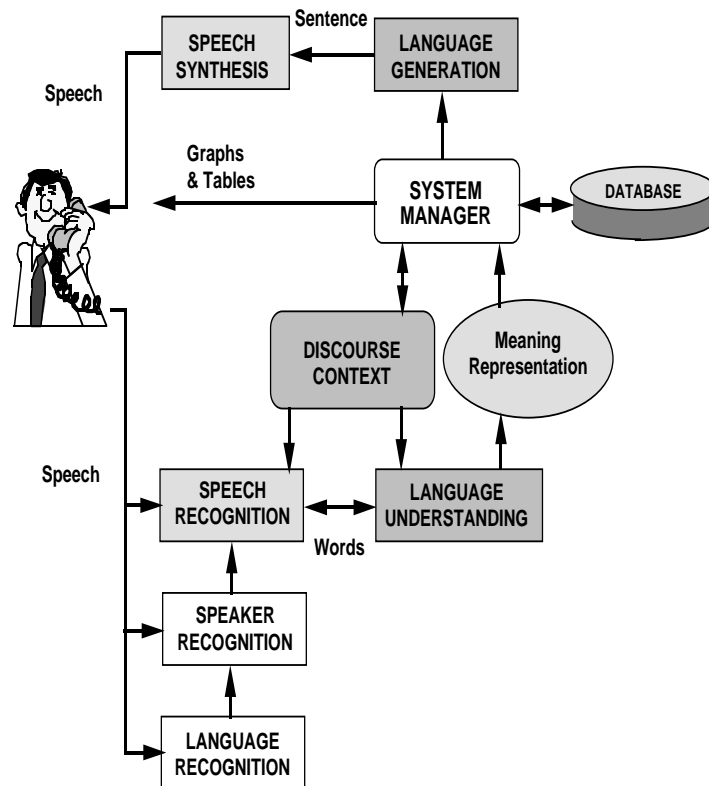 Sentence
SPEECH
SYNTHESIS
LANGUAGE
GENERATION
Speech
Graphs
& Tables
SYSTEM
MANAGER
DATABASE
DISCOURSE
CONTEXT
Meaning
Representation
Speech
SPEECH
RECOGNITION
Words
LANGUAGE
UNDERSTANDING
SPEAKER
RECOGNITION
LANGUAGE
RECOGNITION